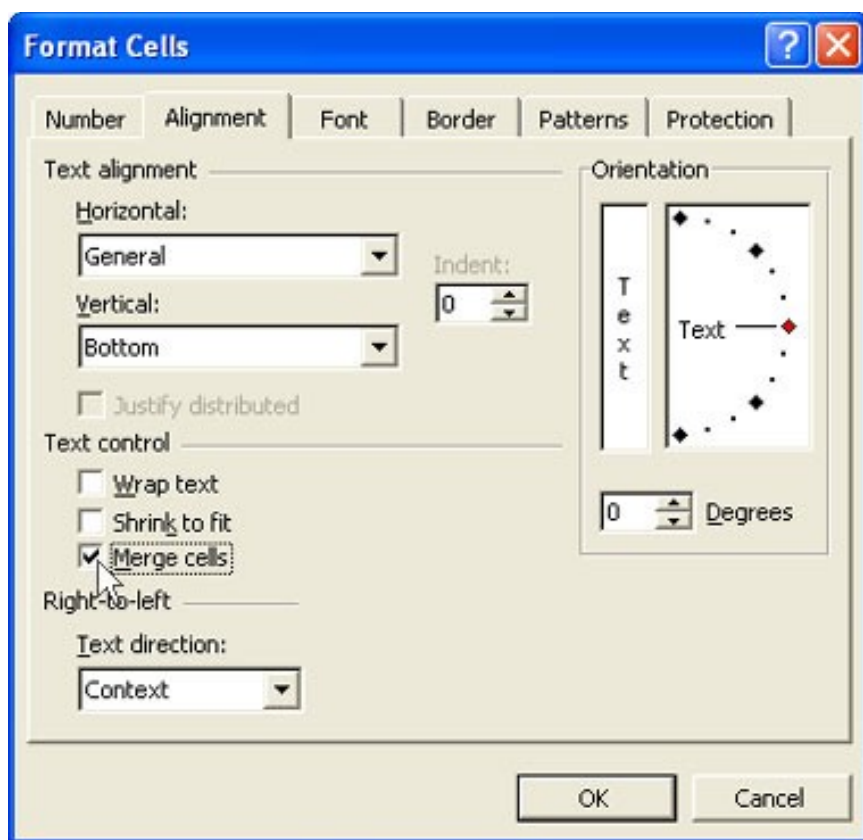 Format Cells
Number Alignment Font Border Patterns Protection
Text alignment
Horizontal:
General
Indent:
0
Vertical:
Bottom
Justify distributed
Text control
Wrap text
Shrink to fit
Merge cells
Right-to-left
Text direction:
Context
Orientation
Text
Text
0 Degrees
OK Cancel